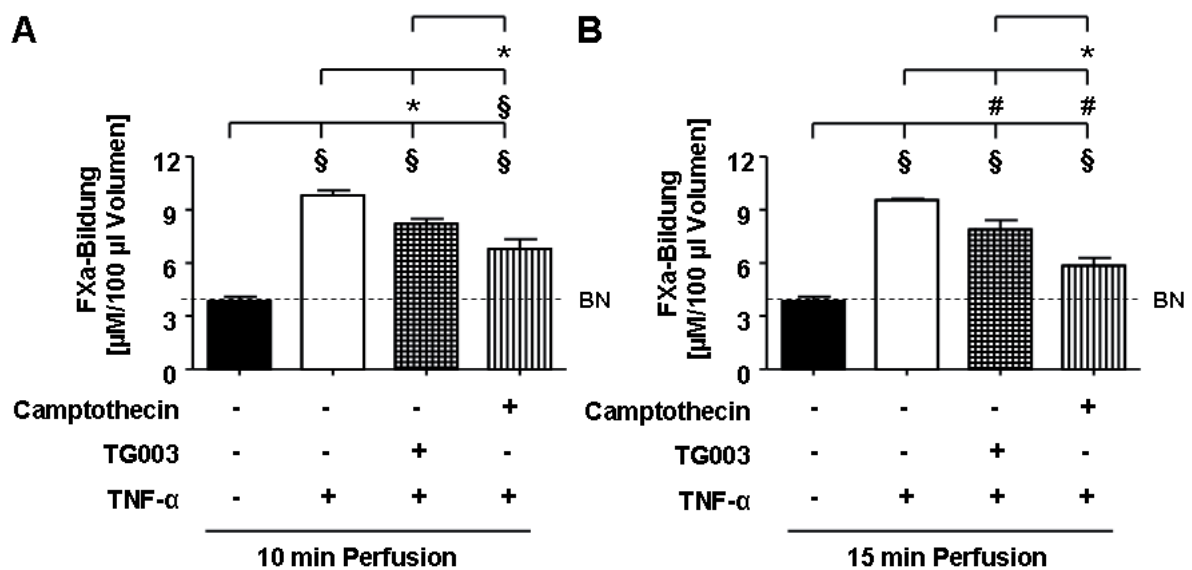 A
*
* §
§ § §
FXa-Bildung
[µM/100 µl Volumen]
12
9
6
3
0
BN
Camptothecin - - - +
TG003 - - + -
TNF-α - + + +
10 min Perfusion
B
*
# #
§ § §
FXa-Bildung
[µM/100 µl Volumen]
12
9
6
3
0
BN
Camptothecin - - - +
TG003 - - + -
TNF-α - + + +
15 min Perfusion